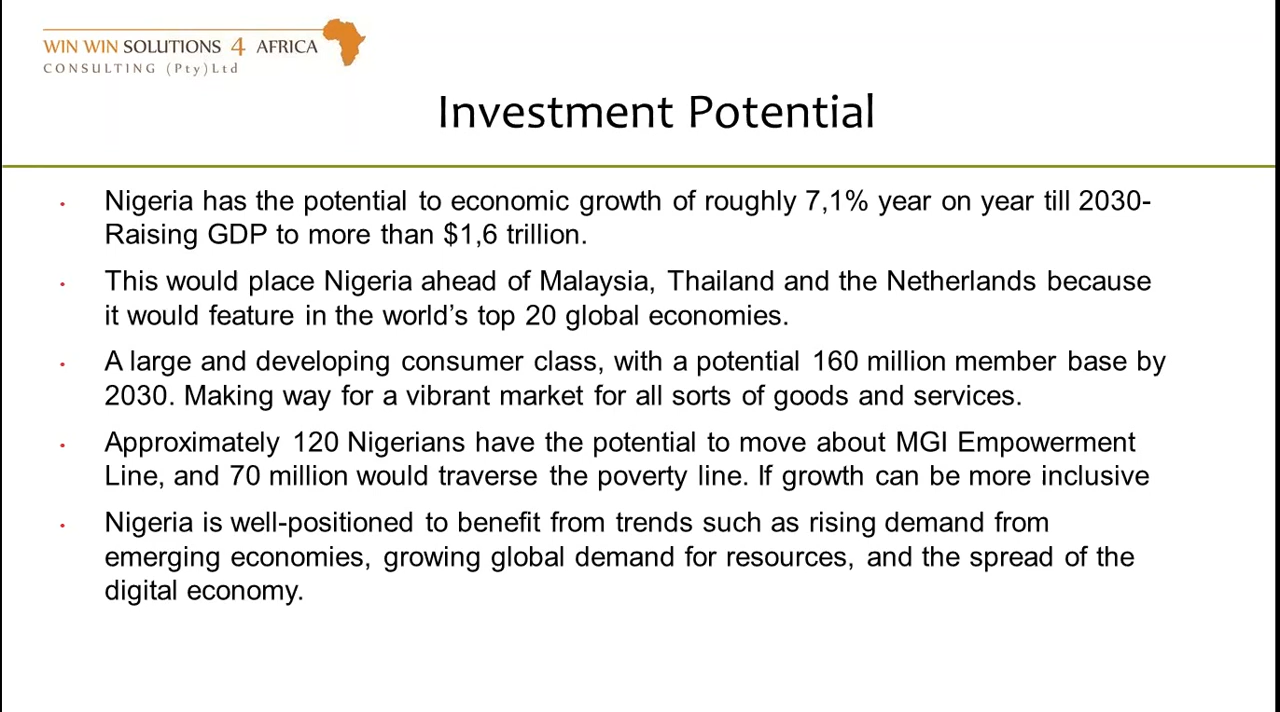 WIN WIN SOLUTIONS 4 AFRICA
CONSULTING (Pty)Ltd
Investment Potential
• Nigeria has the potential to economic growth of roughly 7,1% year on year till 2030-
Raising GDP to more than $1,6 trillion.
• This would place Nigeria ahead of Malaysia, Thailand and the Netherlands because
it would feature in the world’s top 20 global economies.
• A large and developing consumer class, with a potential 160 million member base by
2030. Making way for a vibrant market for all sorts of goods and services.
• Approximately 120 Nigerians have the potential to move about MGI Empowerment
Line, and 70 million would traverse the poverty line. If growth can be more inclusive
• Nigeria is well-positioned to benefit from trends such as rising demand from
emerging economies, growing global demand for resources, and the spread of the
digital economy.